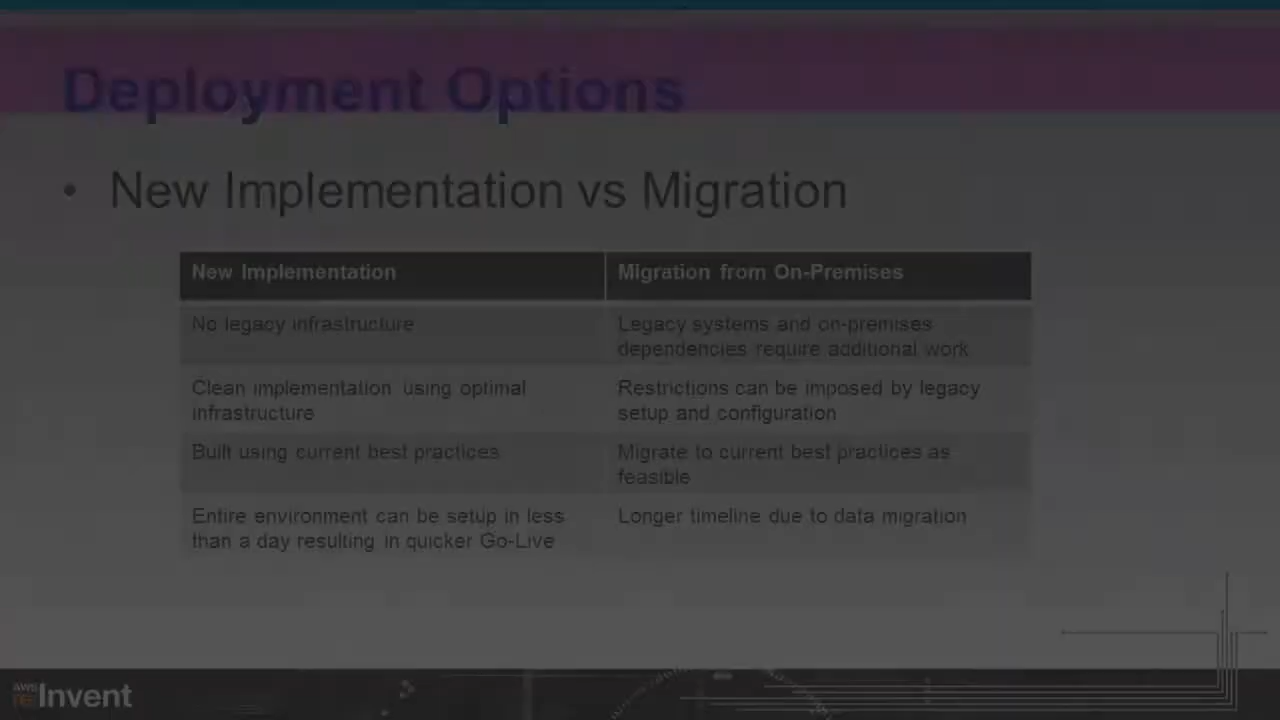 Deployment Options
• New Implementation vs Migration
New Implementation
Migration from On-Premises
No legacy infrastructure
Legacy systems and on-premises
dependencies require additional work
Clean implementation using optimal
infrastructure
Restrictions can be imposed by legacy
setup and configuration
Built using current best practices
Migrate to current best practices as
feasible
Entire environment can be setup in less
than a day resulting in quicker Go-Live
Longer timeline due to data migration
AWS
re:Invent